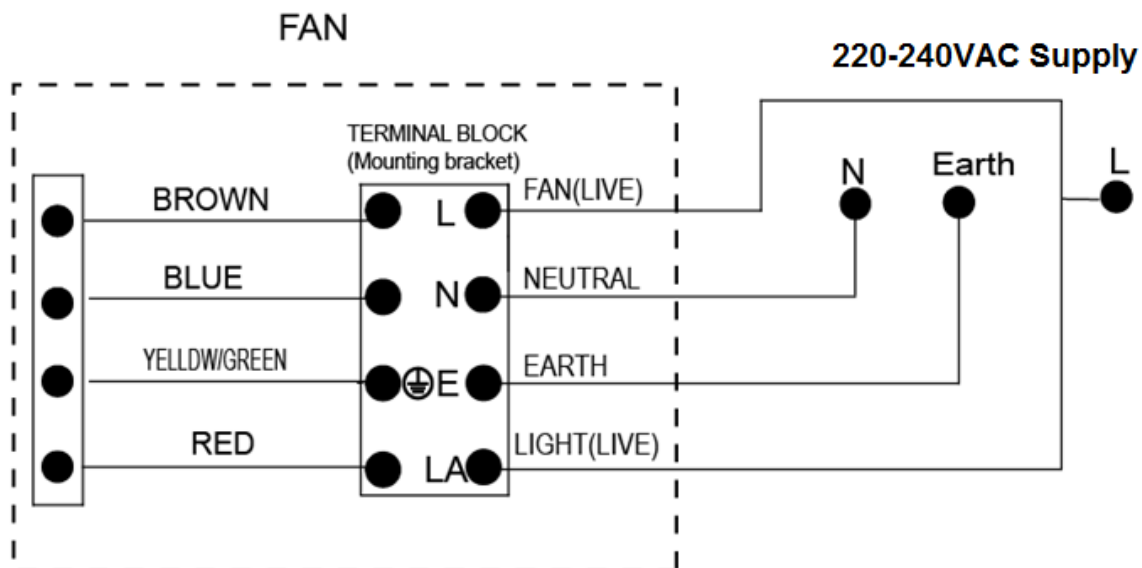 FAN
220-240VAC Supply
TERMINAL BLOCK
(Mounting bracket)
N
Earth
L
BROWN
L
FAN(LIVE)
BLUE
N
NEUTRAL
YELLDW/GREEN
E
EARTH
RED
LA
LIGHT(LIVE)